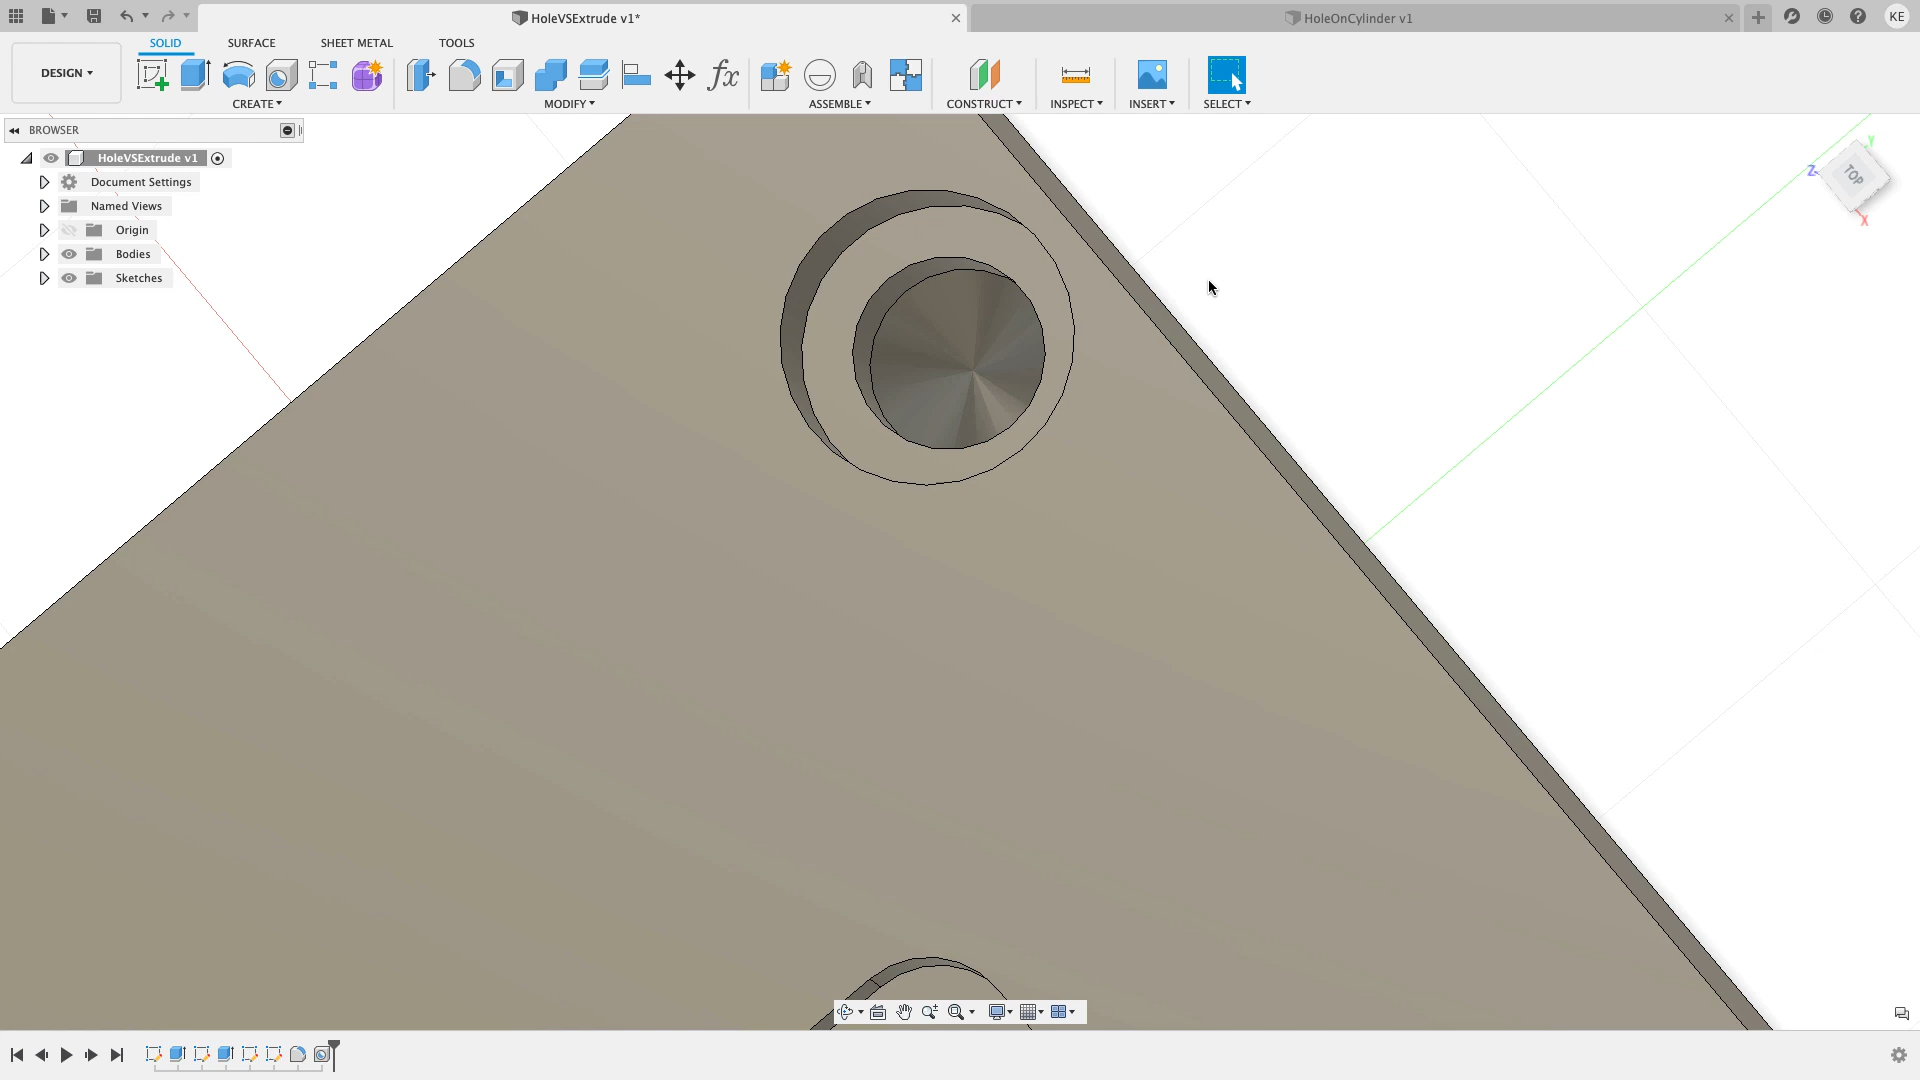 HoleVSExtrude v1*
HoleOnCylinder v1
KE
DESIGN
SOLID
SURFACE
SHEET METAL
TOOLS
fx
CREATE
MODIFY
ASSEMBLE
CONSTRUCT
INSPECT
INSERT
SELECT
BROWSER
HoleVSExtrude v1
Document Settings
Named Views
Origin
Bodies
Sketches
Y
Z
TOP
X